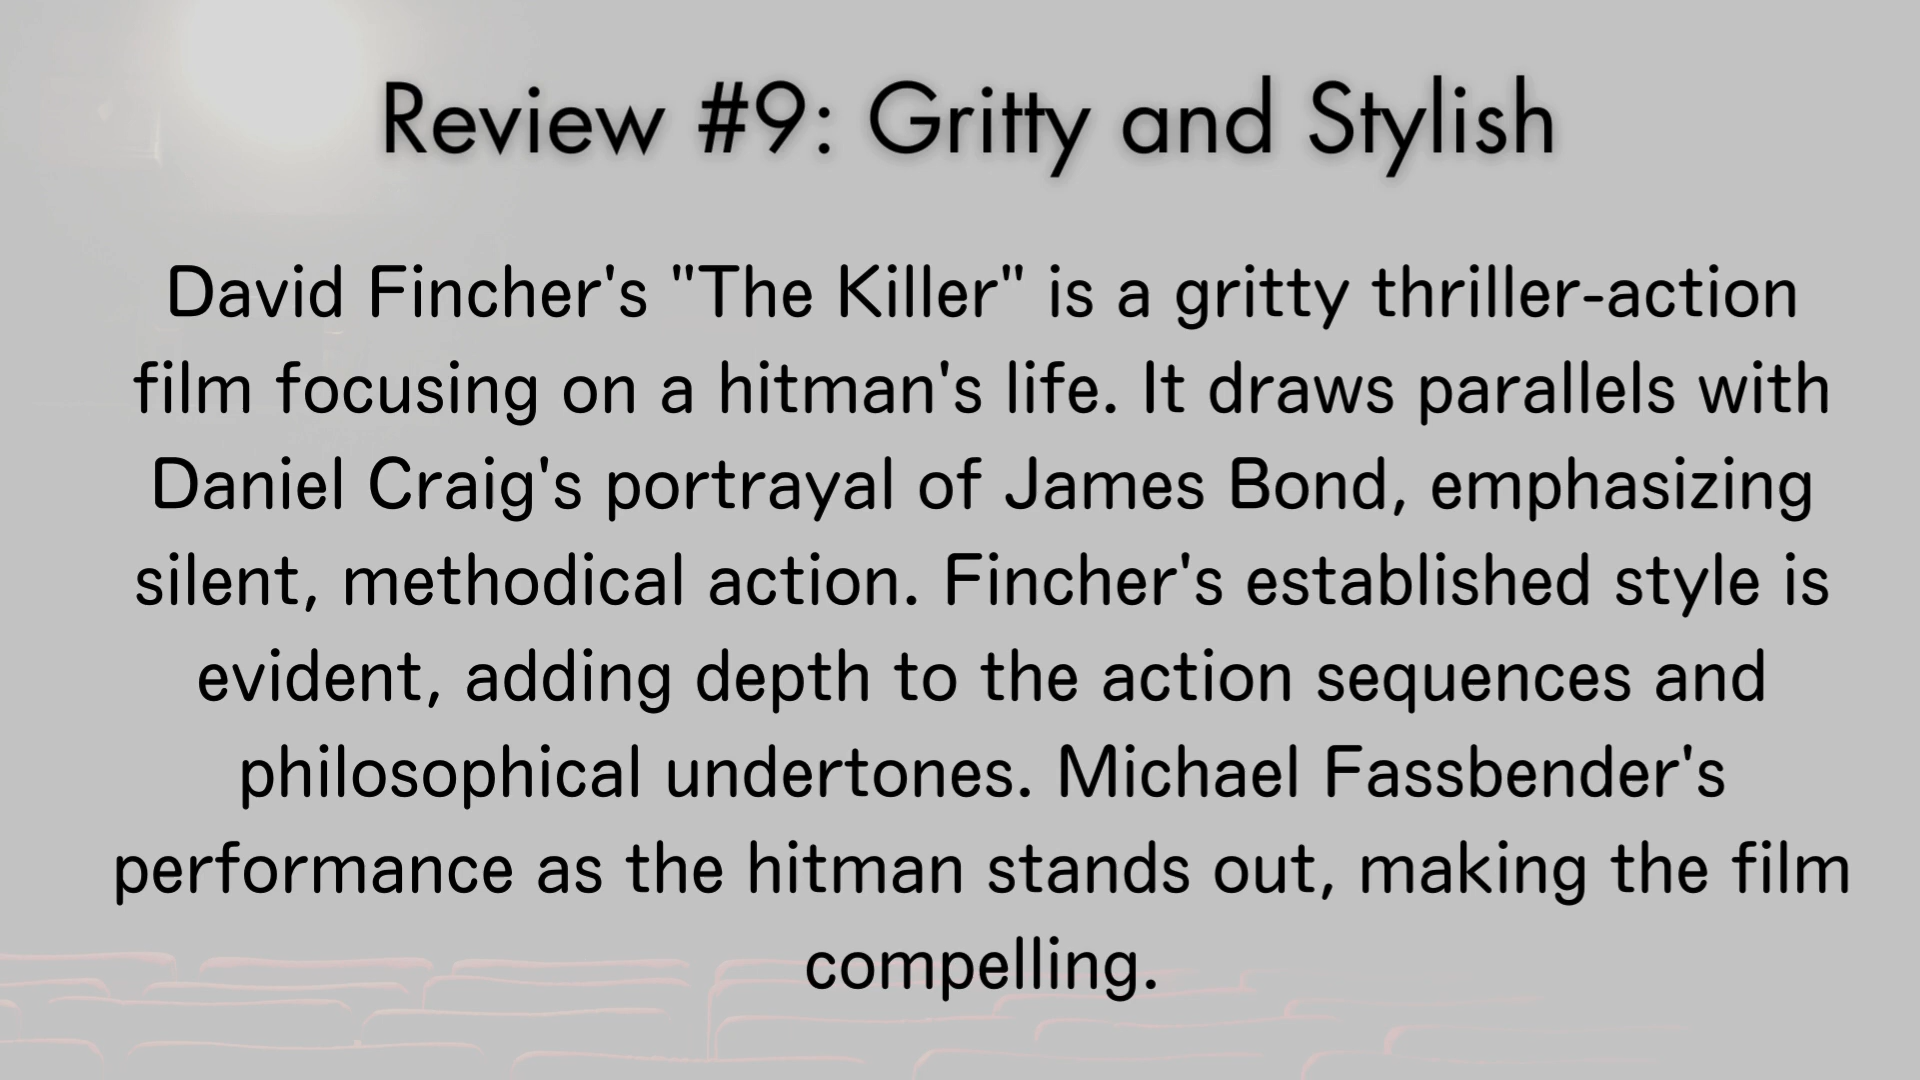 Review #9: Gritty and Stylish
David Fincher's "The Killer" is a gritty thriller-action
film focusing on a hitman's life. It draws parallels with
Daniel Craig's portrayal of James Bond, emphasizing
silent, methodical action. Fincher's established style is
evident, adding depth to the action sequences and
philosophical undertones. Michael Fassbender's
performance as the hitman stands out, making the film
compelling.